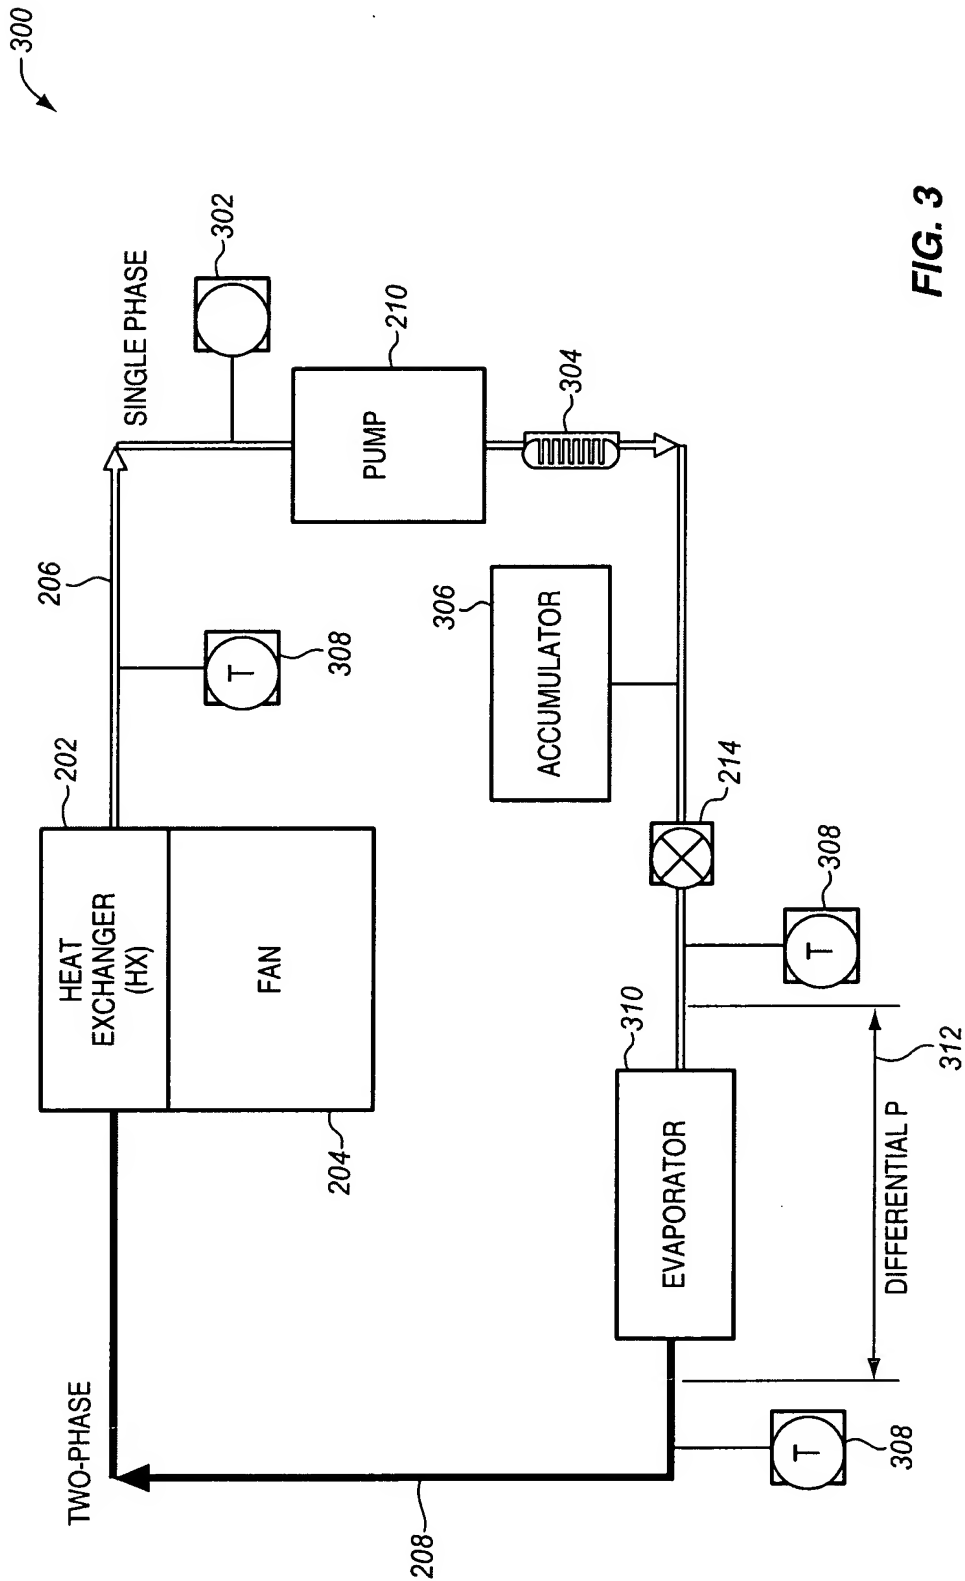 300
TWO-PHASE
SINGLE PHASE
206
202
HEAT
EXCHANGER
(HX)
FAN
204
T
308
302
PUMP
210
304
306
ACCUMULATOR
214
T
308
310
EVAPORATOR
208
T
308
312
DIFFERENTIAL P
FIG. 3